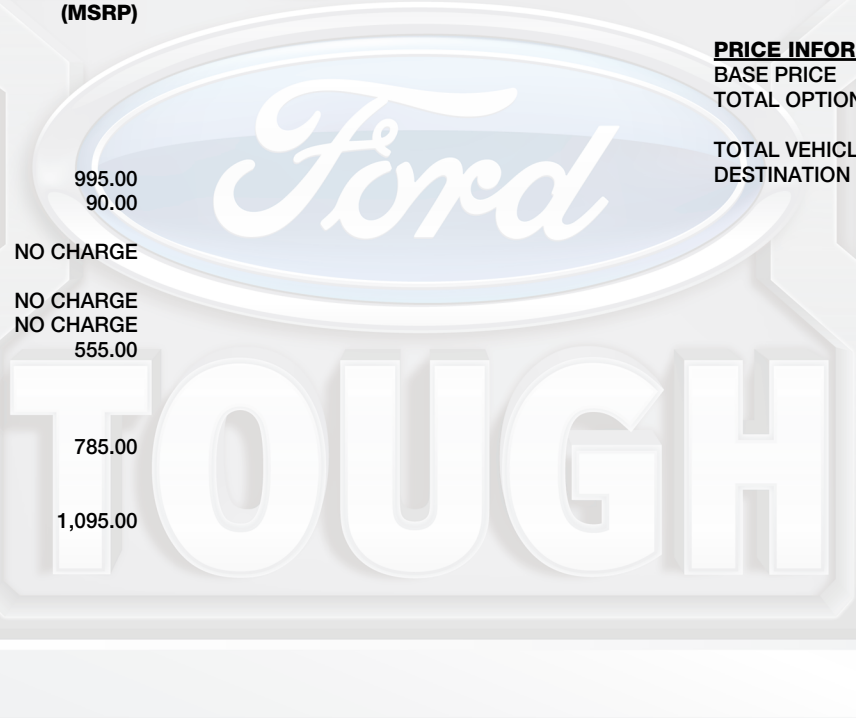 (MSRP)
995.00
90.00
NO CHARGE
NO CHARGE
NO CHARGE
555.00
785.00
1,095.00
PRICE INFOR
BASE PRICE
TOTAL OPTION
TOTAL VEHICL
DESTINATION
Ford
TOUGH